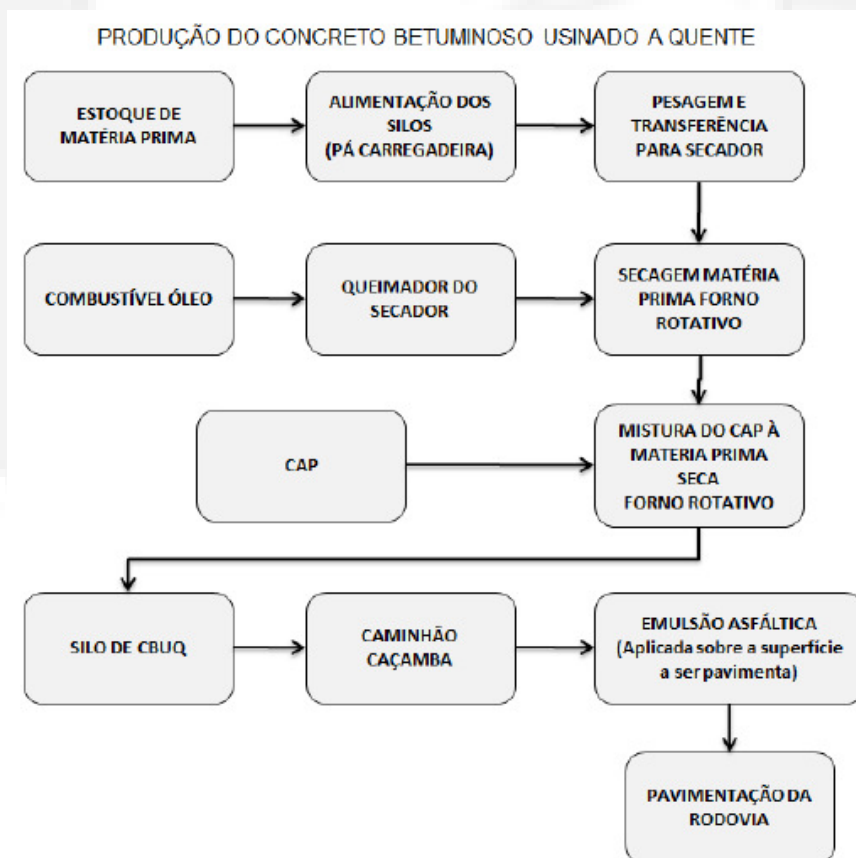 PRODUÇÃO DO CONCRETO BETUMINOSO USINADO A QUENTE
ESTOQUE DE
MATÉRIA PRIMA
ALIMENTAÇÃO DOS
SILOS
(PÁ CARREGADEIRA)
PESAGEM E
TRANSFERÊNCIA
PARA SECADOR
COMBUSTÍVEL ÓLEO
QUEIMADOR DO
SECADOR
SECAGEM MATÉRIA
PRIMA FORNO
ROTATIVO
CAP
MISTURA DO CAP À
MATERIA PRIMA
SECA
FORNO ROTATIVO
SILO DE CBUQ
CAMINHÃO
CAÇAMBA
EMULSÃO ASFÁLTICA
(Aplicada sobre a superfície
a ser pavimenta)
PAVIMENTAÇÃO DA
RODOVIA